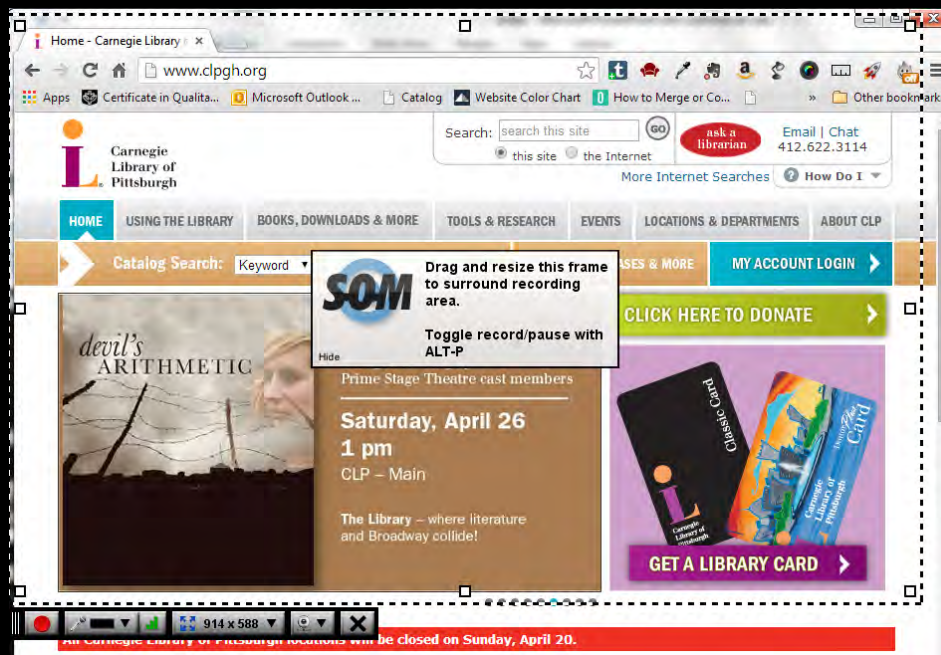 Home - Carnegie Library
www.clpgh.org
Apps Certificate in Qualita... Microsoft Outlook ... Catalog Website Color Chart How to Merge or Co... » Other bookmark
Carnegie
Library of
Pittsburgh
Search: search this site GO
this site the Internet
More Internet Searches
ask a
librarian
Email | Chat
412.622.3114
? How Do I
HOME USING THE LIBRARY BOOKS, DOWNLOADS & MORE TOOLS & RESEARCH EVENTS LOCATIONS & DEPARTMENTS ABOUT CLP
Catalog Search: Keyword & MORE MY ACCOUNT LOGIN
SOM
Drag and resize this frame
to surround recording
area.
Toggle record/pause with
ALT-P
Hide
devil's
ARITHMETIC
Prime Stage Theatre cast members
Saturday, April 26
1 pm
CLP – Main
The Library – where literature
and Broadway collide!
CLICK HERE TO DONATE
Classic Card
Card
Carnegie
Library of
Pittsburgh
Carnegie
Library of
Pittsburgh
GET A LIBRARY CARD
914 x 588
All Carnegie Library of Pittsburgh locations will be closed on Sunday, April 20.